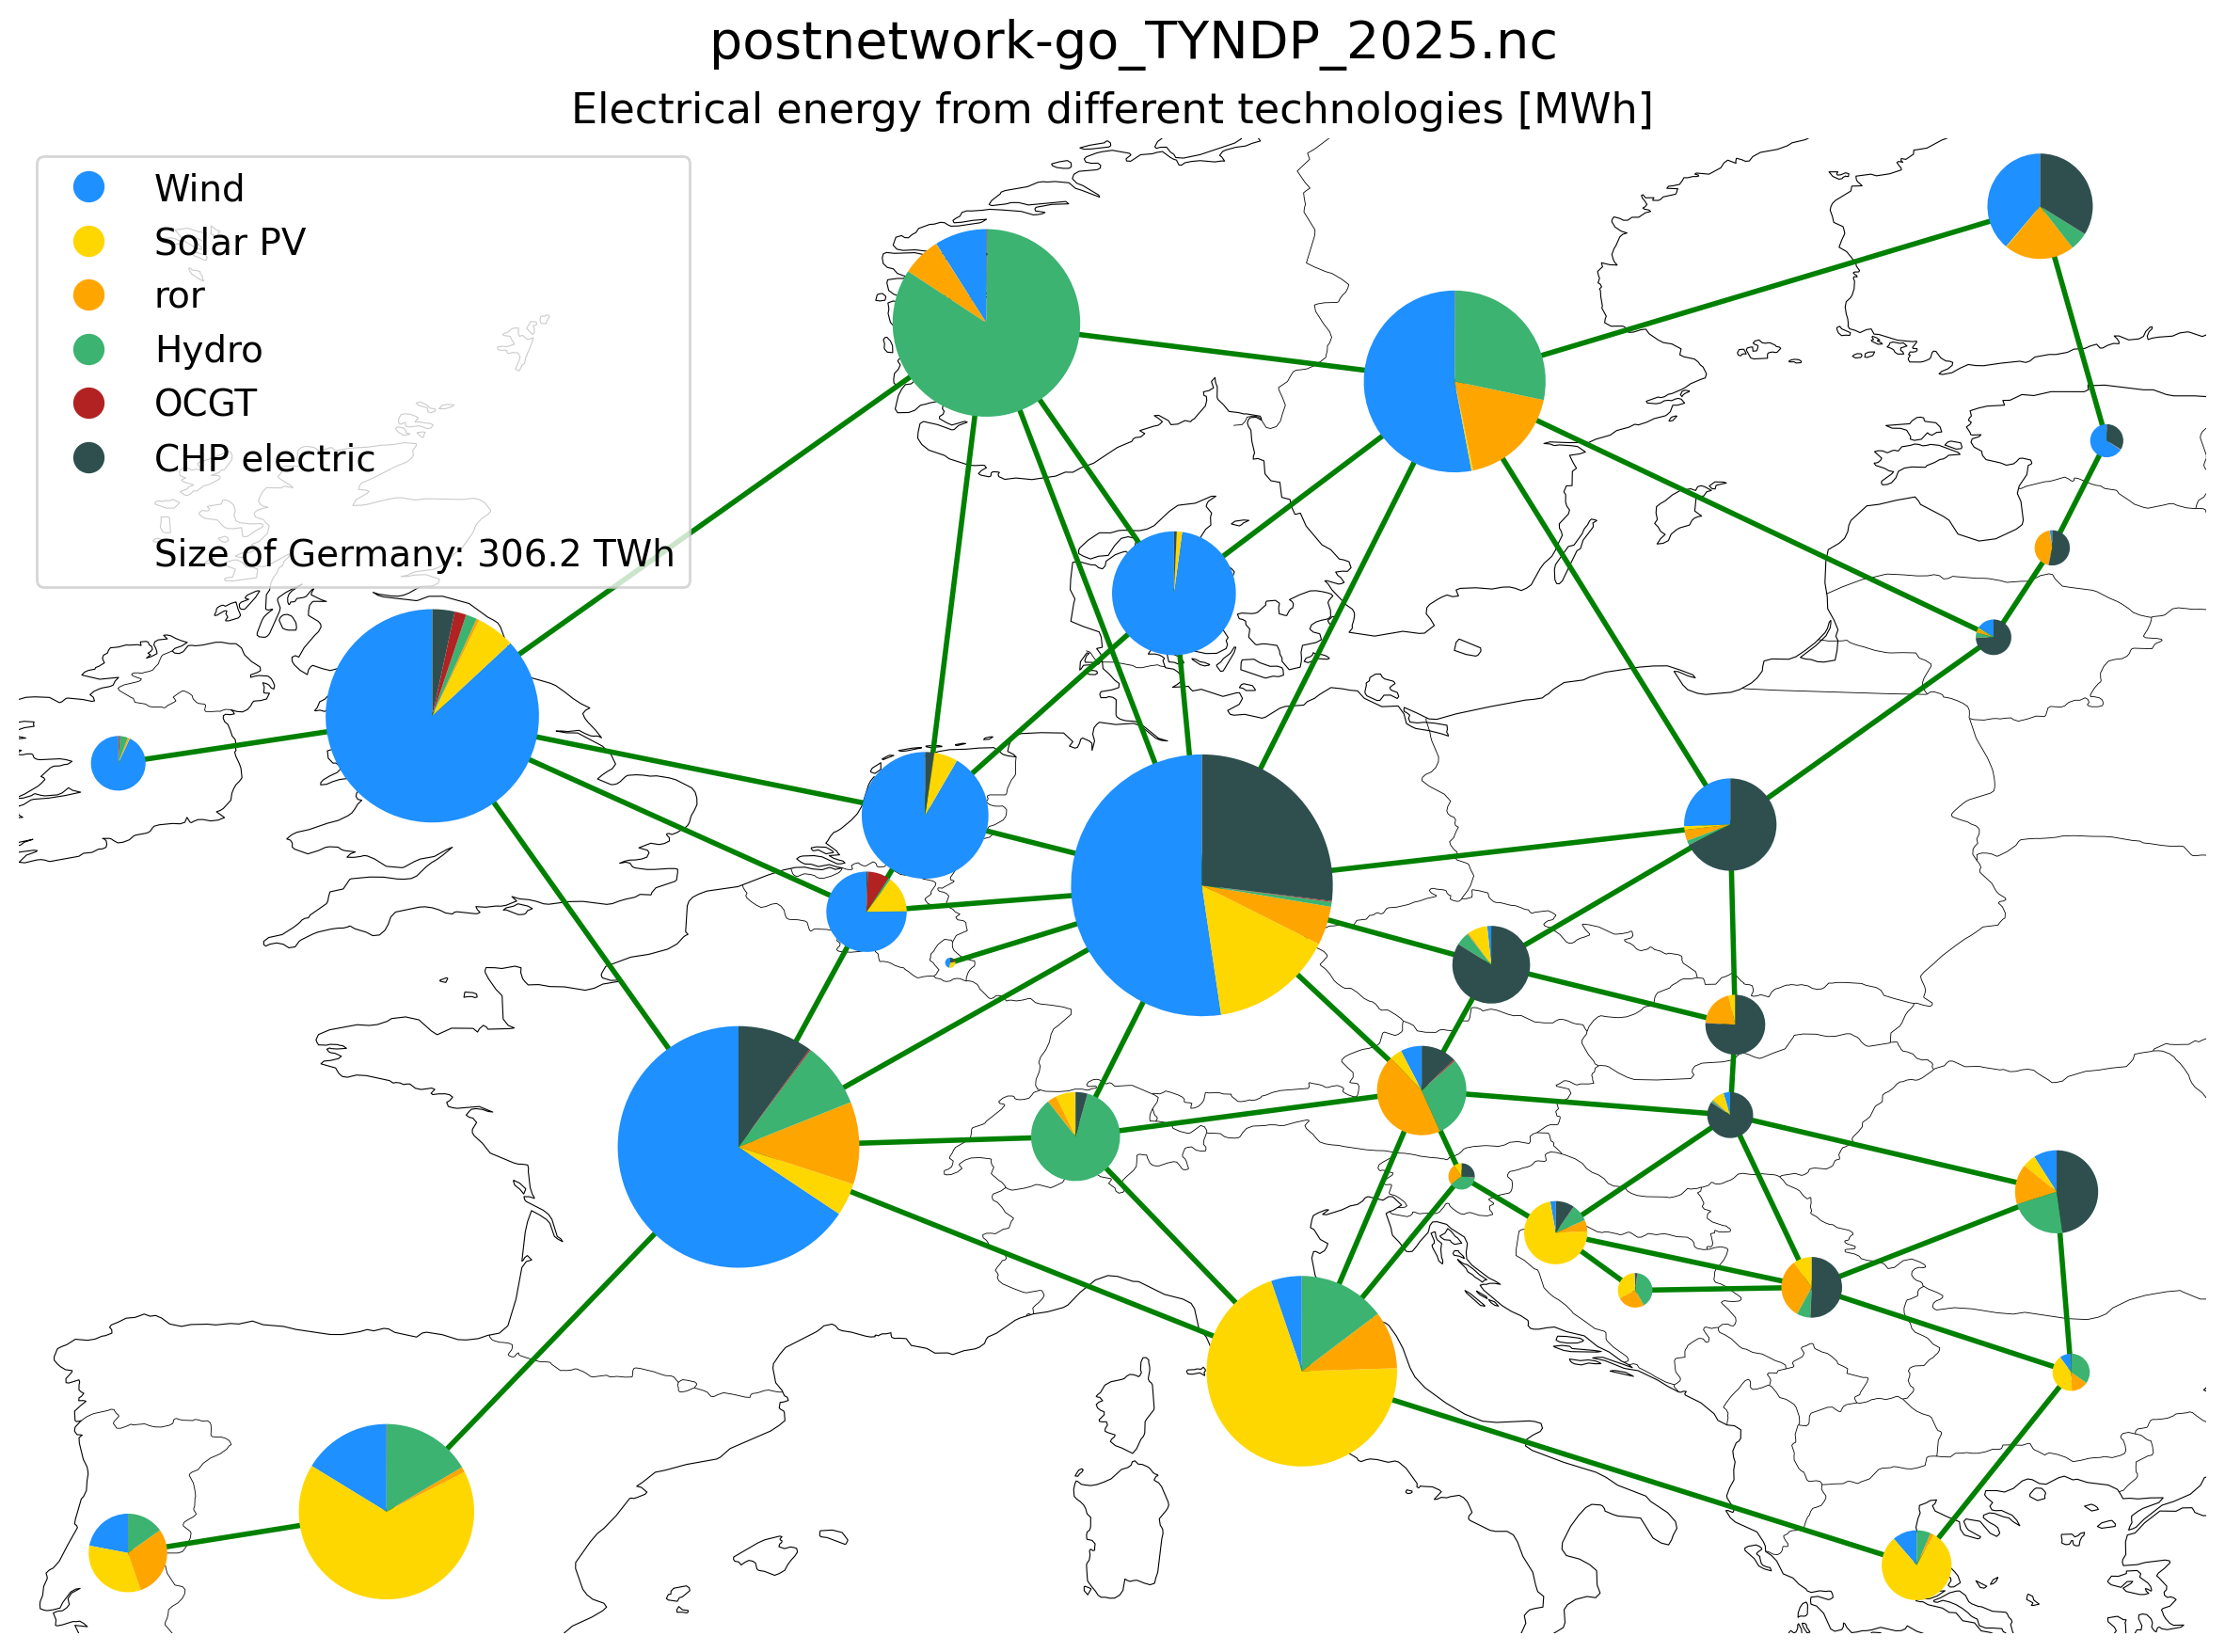 postnetwork-go_TYNDP_2025.nc
Electrical energy from different technologies [MWh]
Wind
Solar PV
ror
Hydro
OCGT
CHP electric
Size of Germany: 306.2 TWh